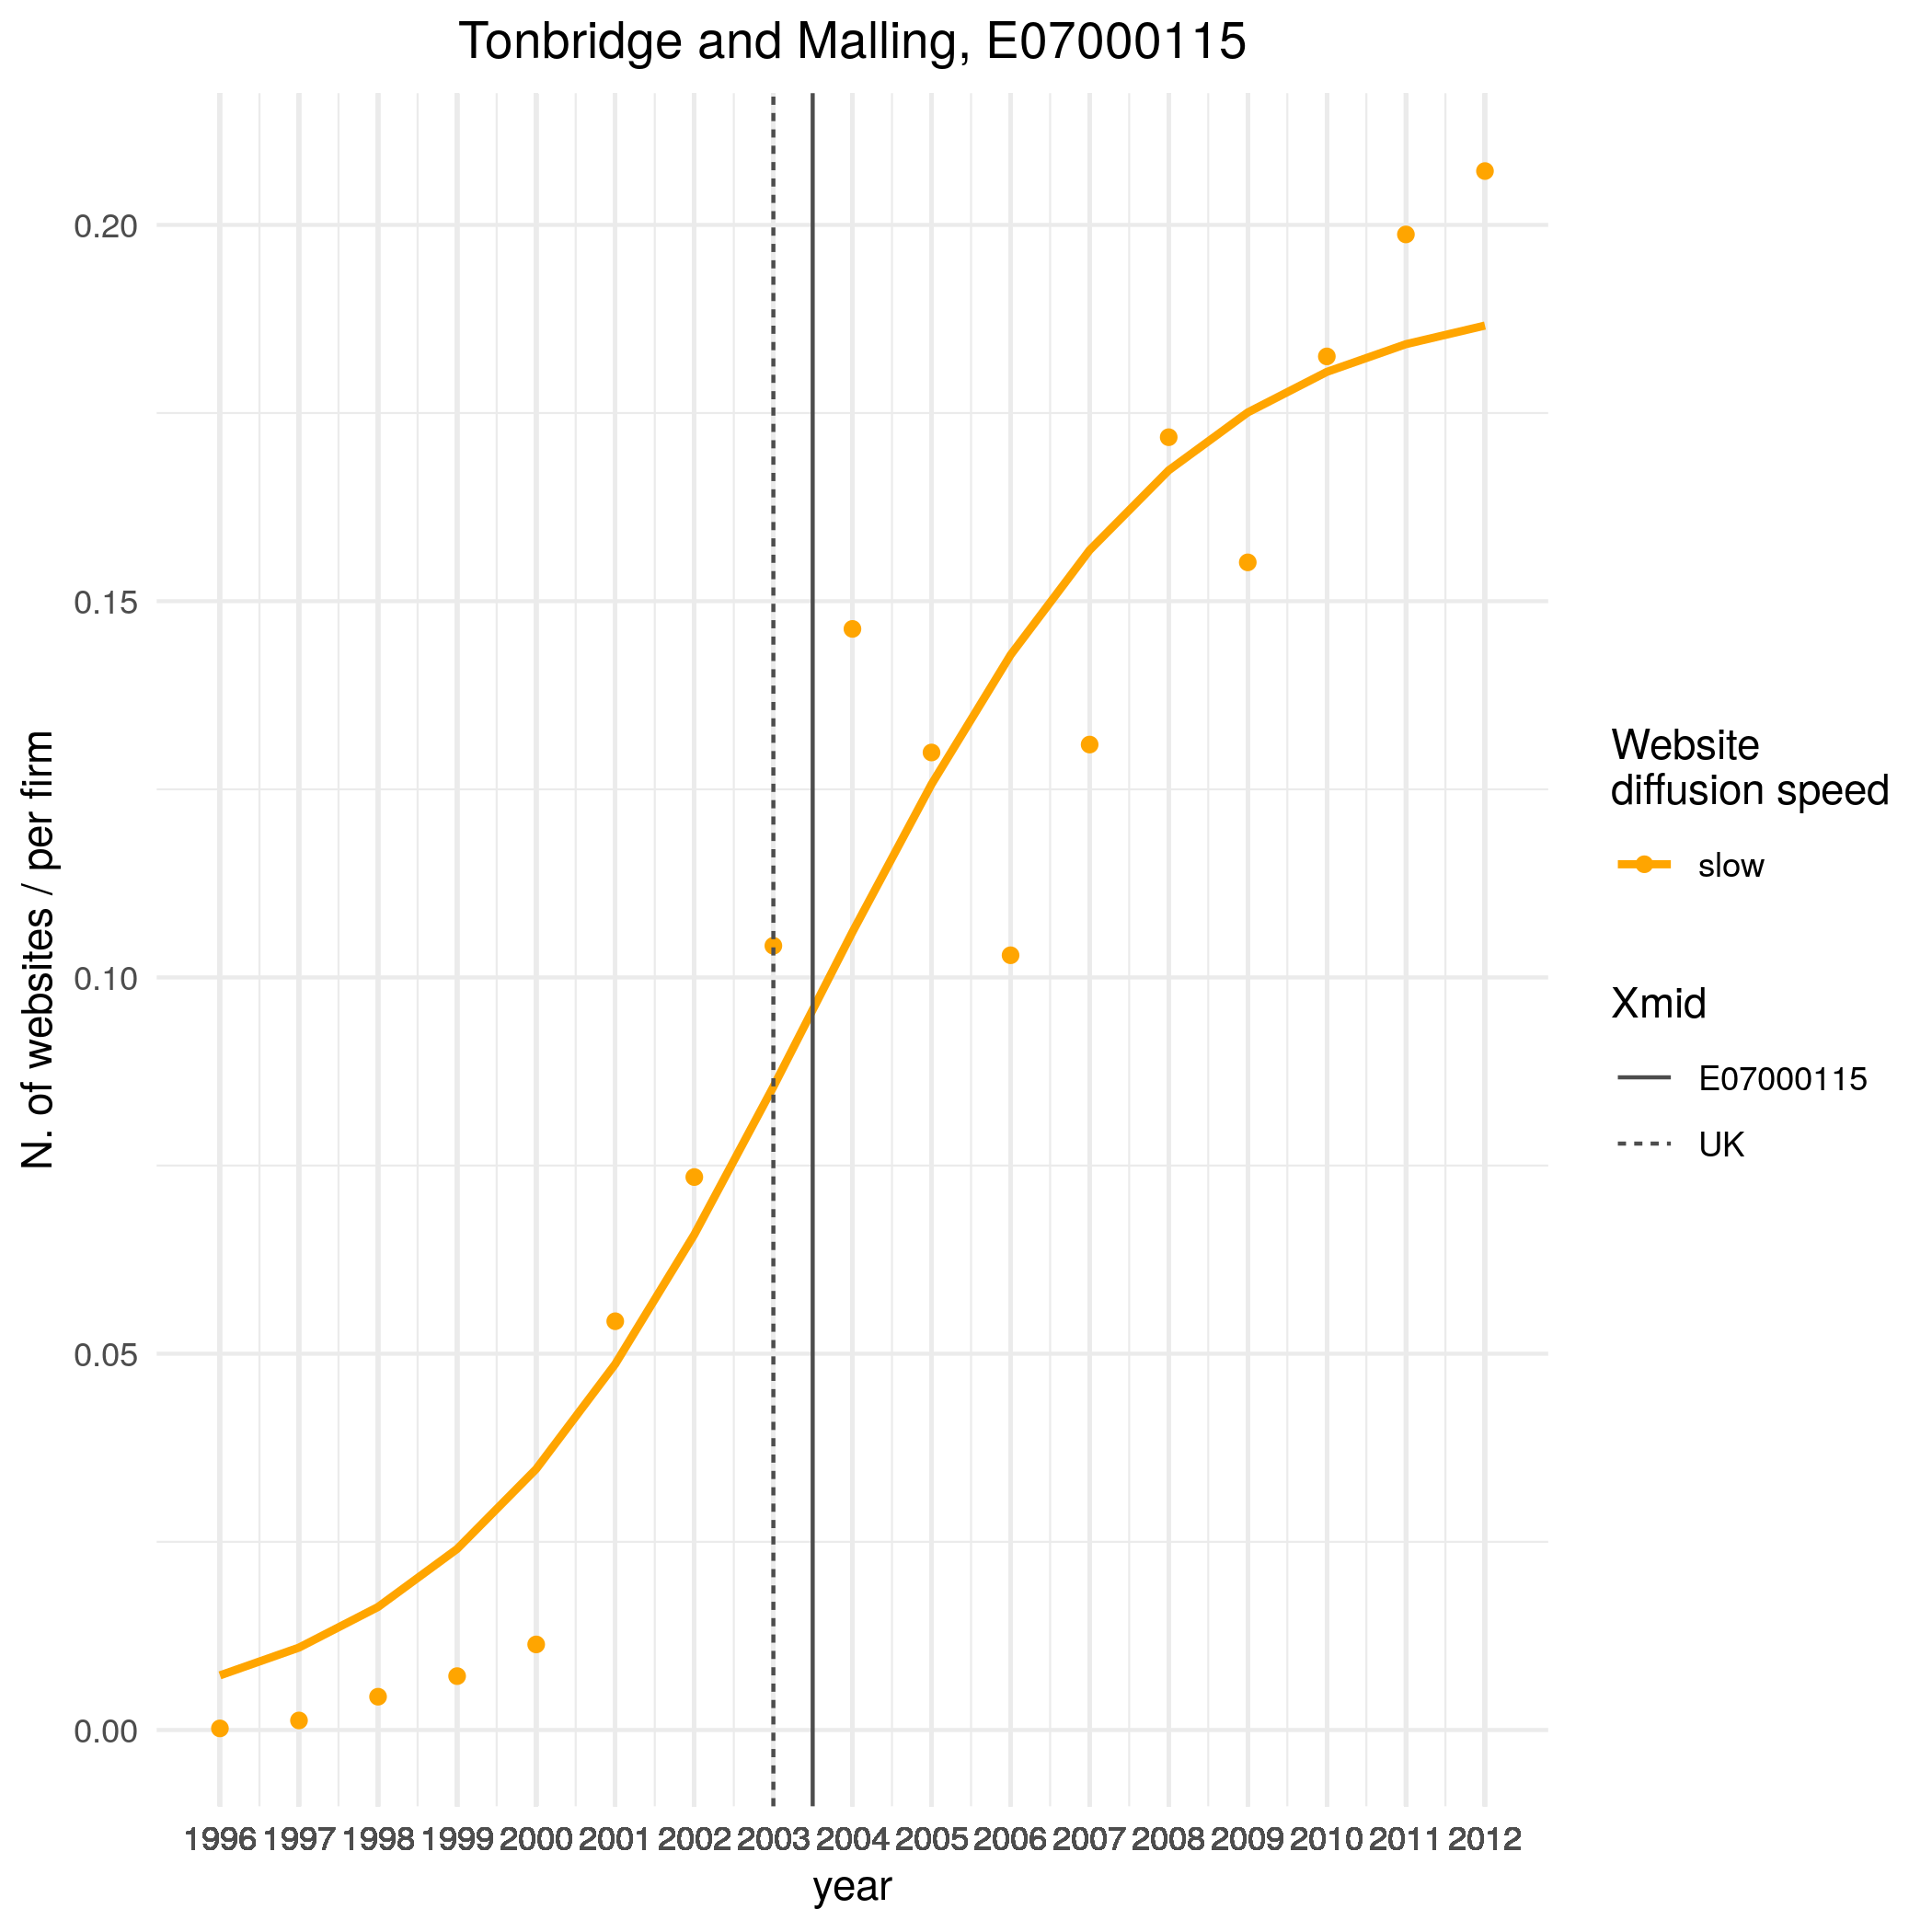 Tonbridge and Malling, E07000115
N. of websites / per firm
0.20
0.15
0.10
0.05
0.00
1996 1997 1998 1999 2000 2001 2002 2003 2004 2005 2006 2007 2008 2009 2010 2011 2012
year
Website
diffusion speed
slow
Xmid
E07000115
UK